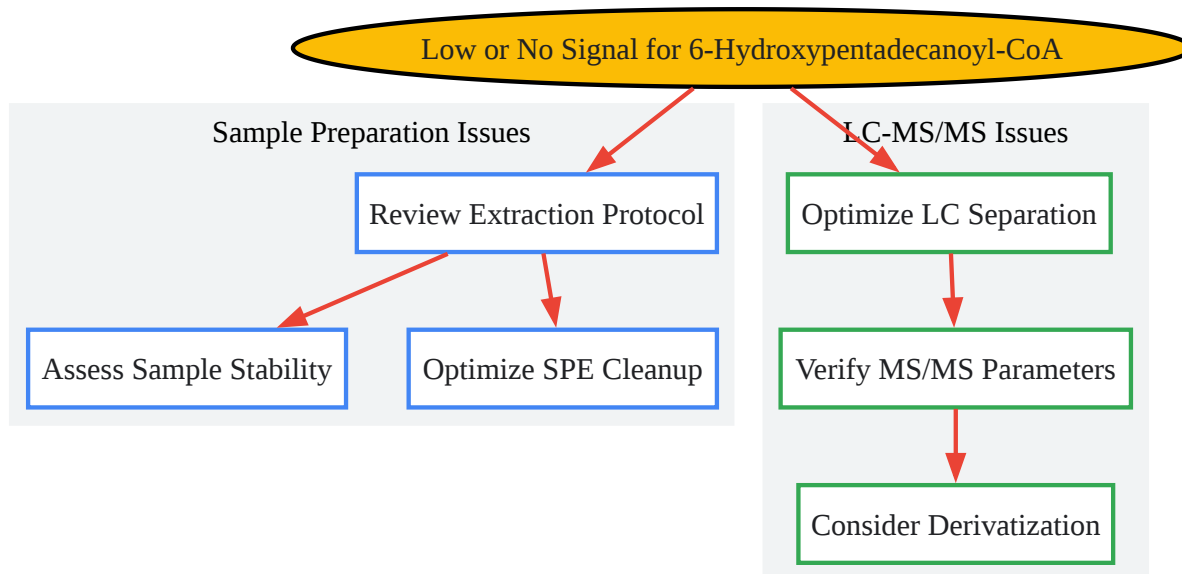 Low or No Signal for 6-Hydroxypentadecanoyl-CoA
Sample Preparation Issues
LC-MS/MS Issues
Review Extraction Protocol
Optimize LC Separation
Assess Sample Stability
Optimize SPE Cleanup
Verify MS/MS Parameters
Consider Derivatization